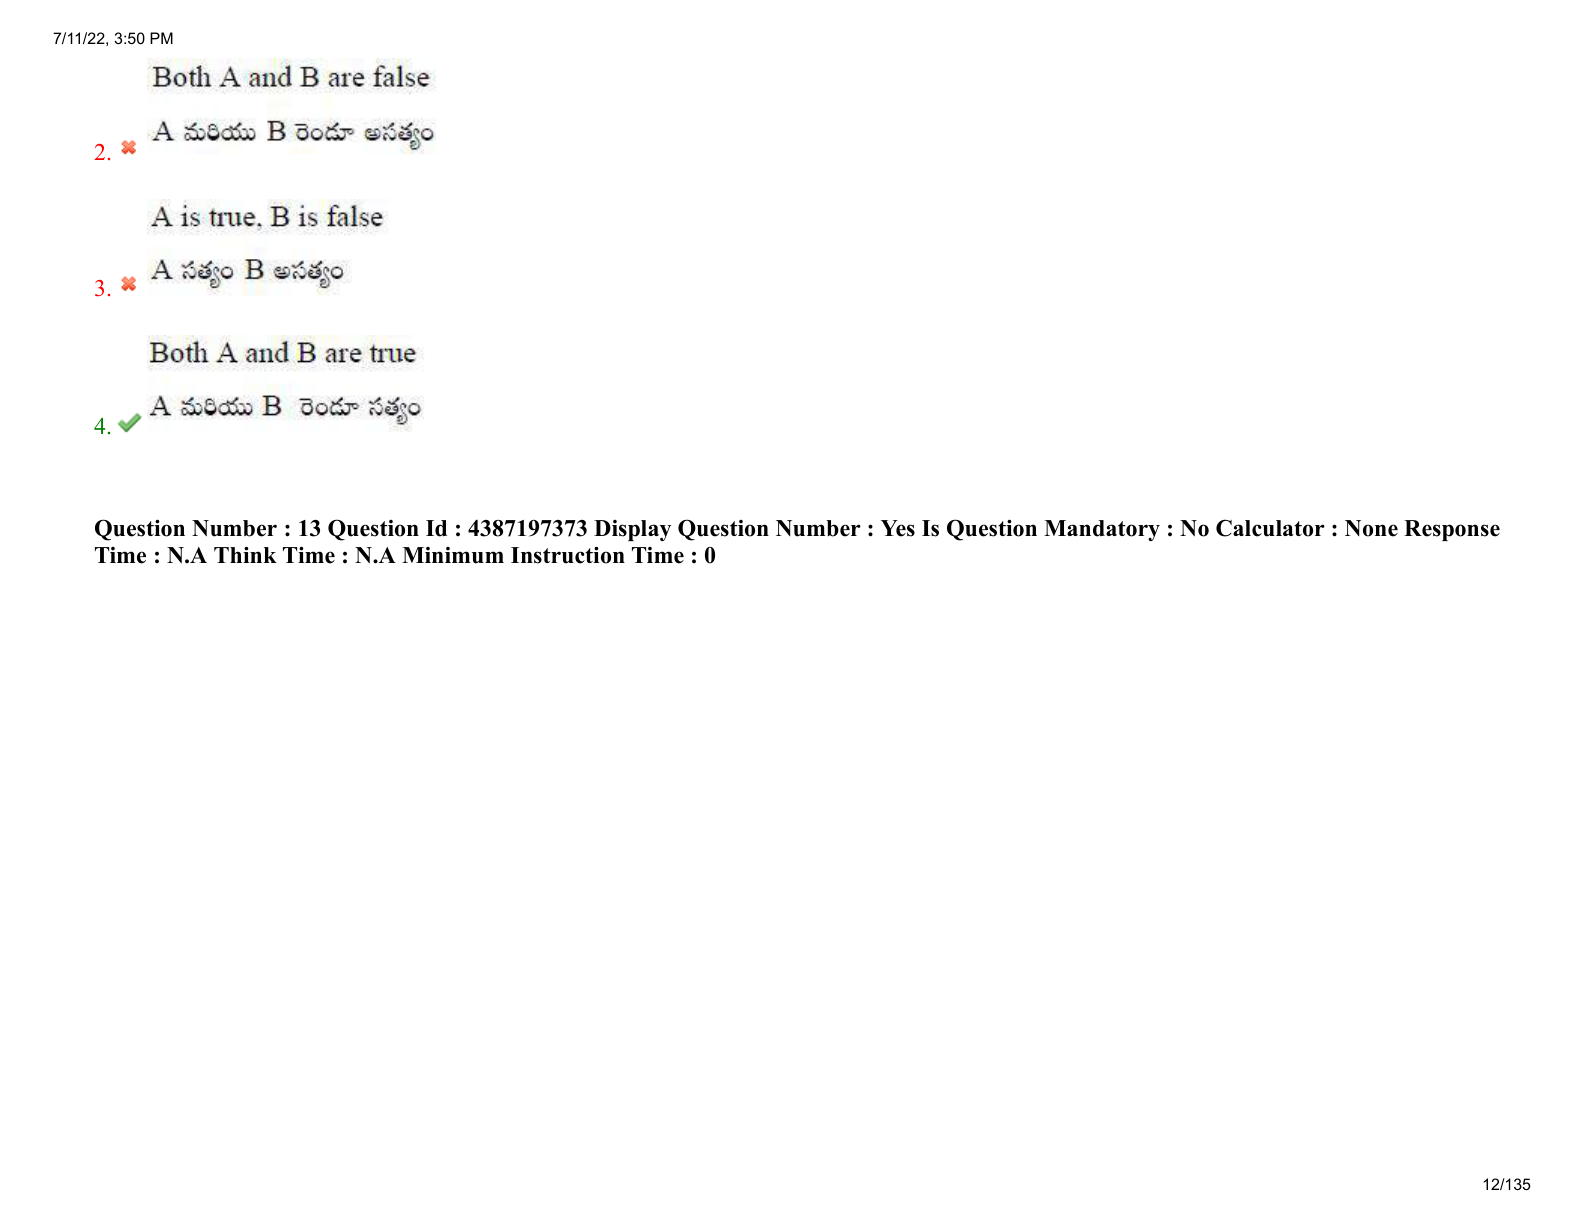 7/11/22, 3:50 PM
Both A and B are false
A మరియు B రెండూ అసత్యం
2.
A is true, B is false
A సత్యం B అసత్యం
3.
Both A and B are true
A మరియు B రెండూ సత్యం
4.
Question Number : 13 Question Id : 4387197373 Display Question Number : Yes Is Question Mandatory : No Calculator : None Response
Time : N.A Think Time : N.A Minimum Instruction Time : 0
12/135